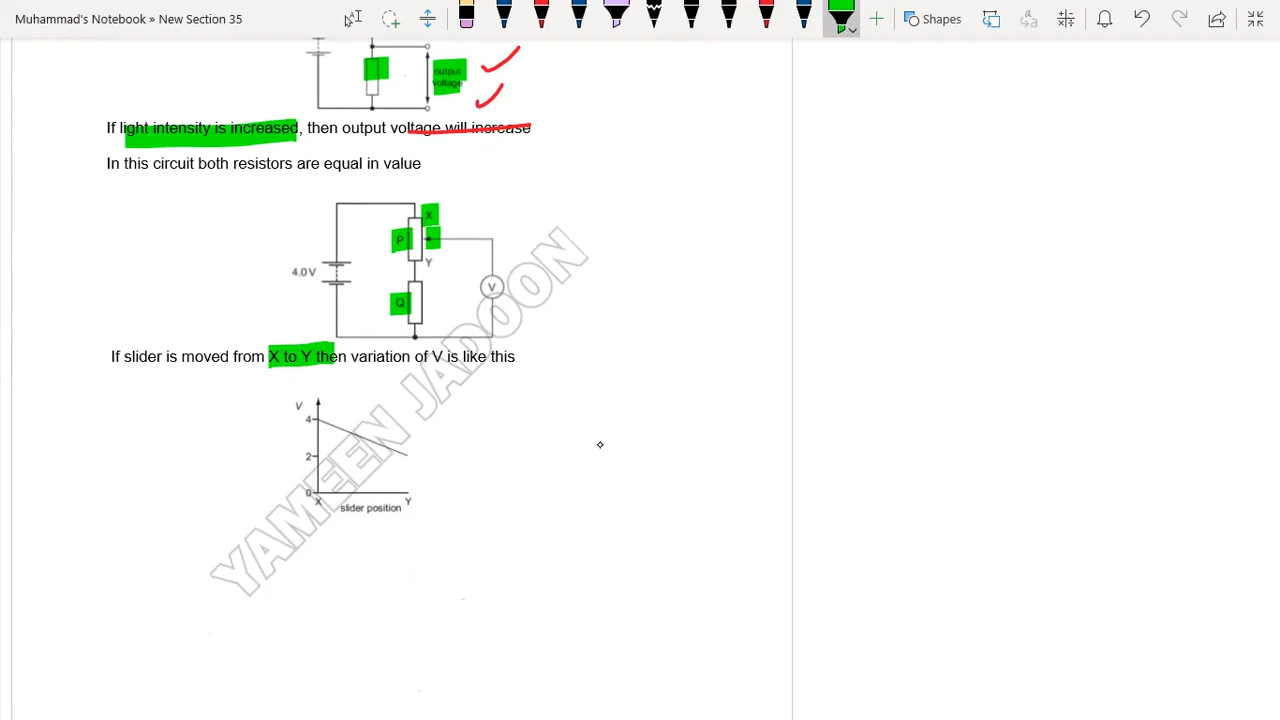 Muhammad's Notebook » New Section 35
Shapes
output
voltage
If light intensity is increased, then output voltage will increase
In this circuit both resistors are equal in value
X
P
4.0 V
Y
V
Q
If slider is moved from X to Y then variation of V is like this
V
4
2
0
X
Y
slider position
YAMEEN JADOON